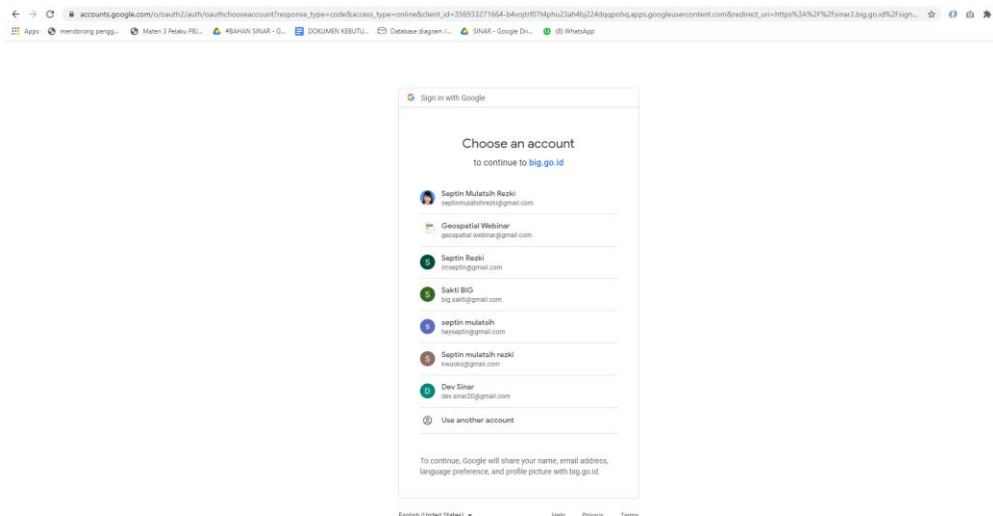 accounts.google.com/o/oauth2/auth/oauthchooseaccount?response_type=code&access_type=online&client_id=356933271664-b4vojtrf07t4phu23ah4bj224dqqpohq.apps.googleusercontent.com&redirect_uri=https%3A%2F%2Fsinar2.big.go.id%2Fsign...
Apps mendorong pengg... Materi 3 Pelaku PBJ... #BAHAN SINAR - G... DOKUMEN KEBUTU... Database diagram /... SINAR - Google Dri... (8) WhatsApp
Sign in with Google
Choose an account
to continue to big.go.id
Septin Mulatsih Rezki
septinmulatsihrezki@gmail.com
Geospatial Webinar
geospatial.webinar@gmail.com
S
Septin Rezki
imseptin@gmail.com
S
Sakti BIG
big.sakti@gmail.com
s
septin mulatsih
heyseptin@gmail.com
S
Septin mulatsih rezki
kwuoko@gmail.com
D
Dev Sinar
dev.sinar20@gmail.com
Use another account
To continue, Google will share your name, email address,
language preference, and profile picture with big.go.id.
English (United States) Help Privacy Terms